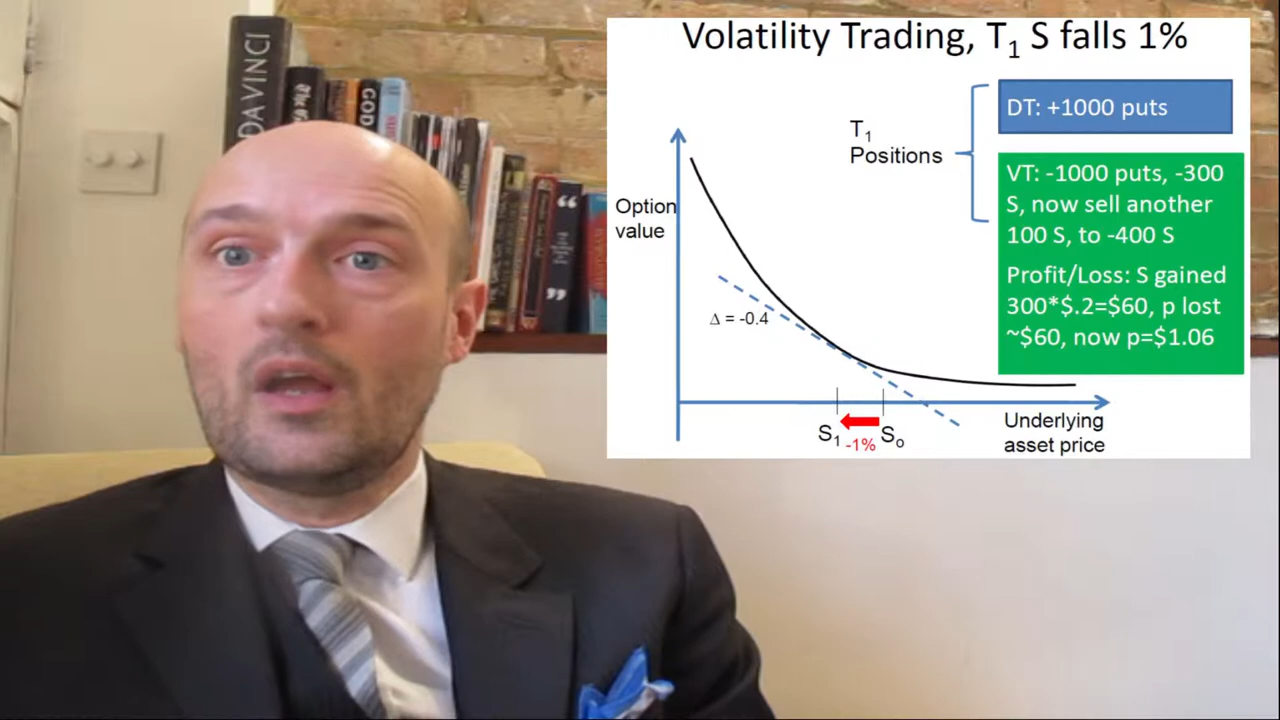 Volatility Trading, T₁ S falls 1%
DT: +1000 puts
T₁
Positions
VT: -1000 puts, -300
S, now sell another
100 S, to -400 S
Profit/Loss: S gained
300*$.2=$60, p lost
~$60, now p=$1.06
Option
value
Δ = -0.4
S₁
-1%
S₀
Underlying
asset price
DA VINCI
GOD